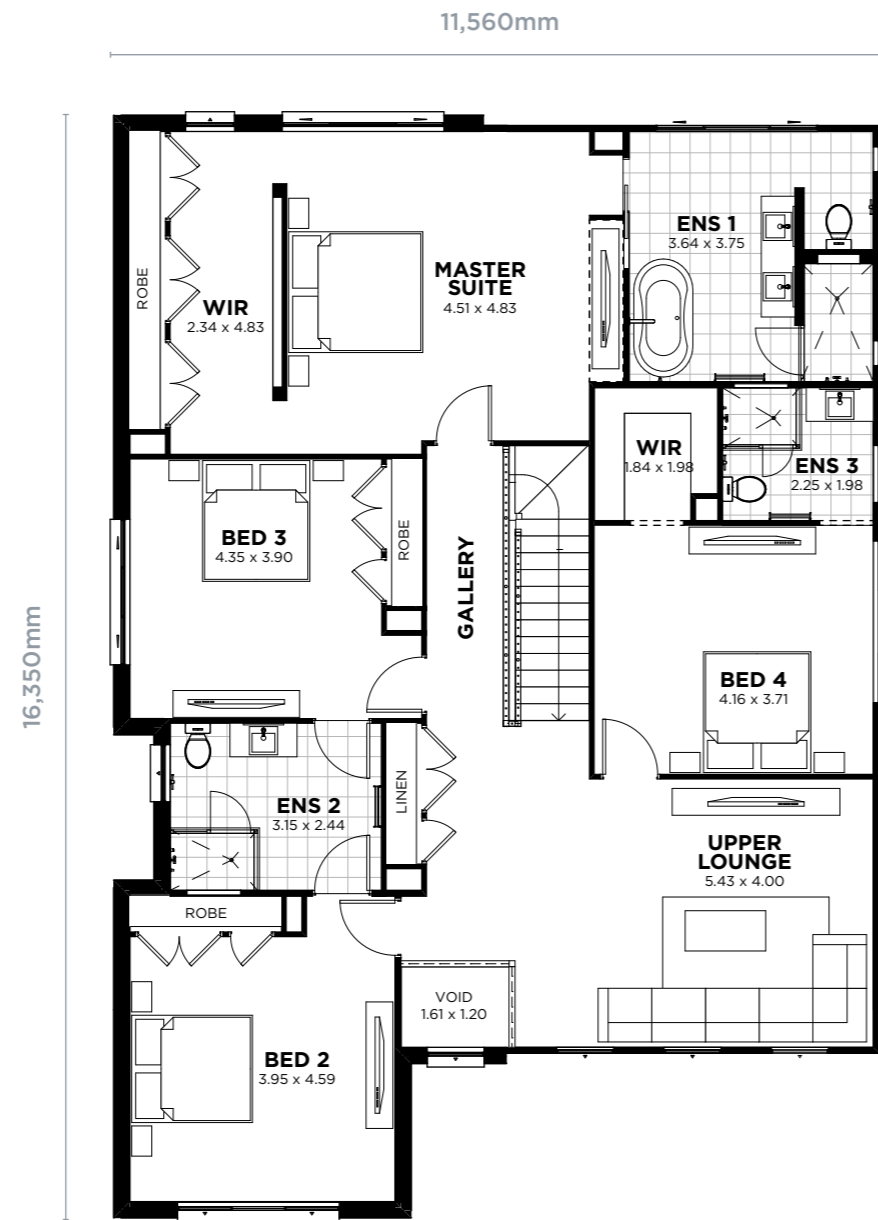 11,560mm
16,350mm
ROBE
WIR
2.34 x 4.83
MASTER
SUITE
4.51 x 4.83
ENS 1
3.64 x 3.75
WIR
1.84 x 1.98
ENS 3
2.25 x 1.98
BED 3
4.35 x 3.90
ROBE
GALLERY
BED 4
4.16 x 3.71
ENS 2
3.15 x 2.44
LINEN
UPPER
LOUNGE
5.43 x 4.00
ROBE
VOID
1.61 x 1.20
BED 2
3.95 x 4.59